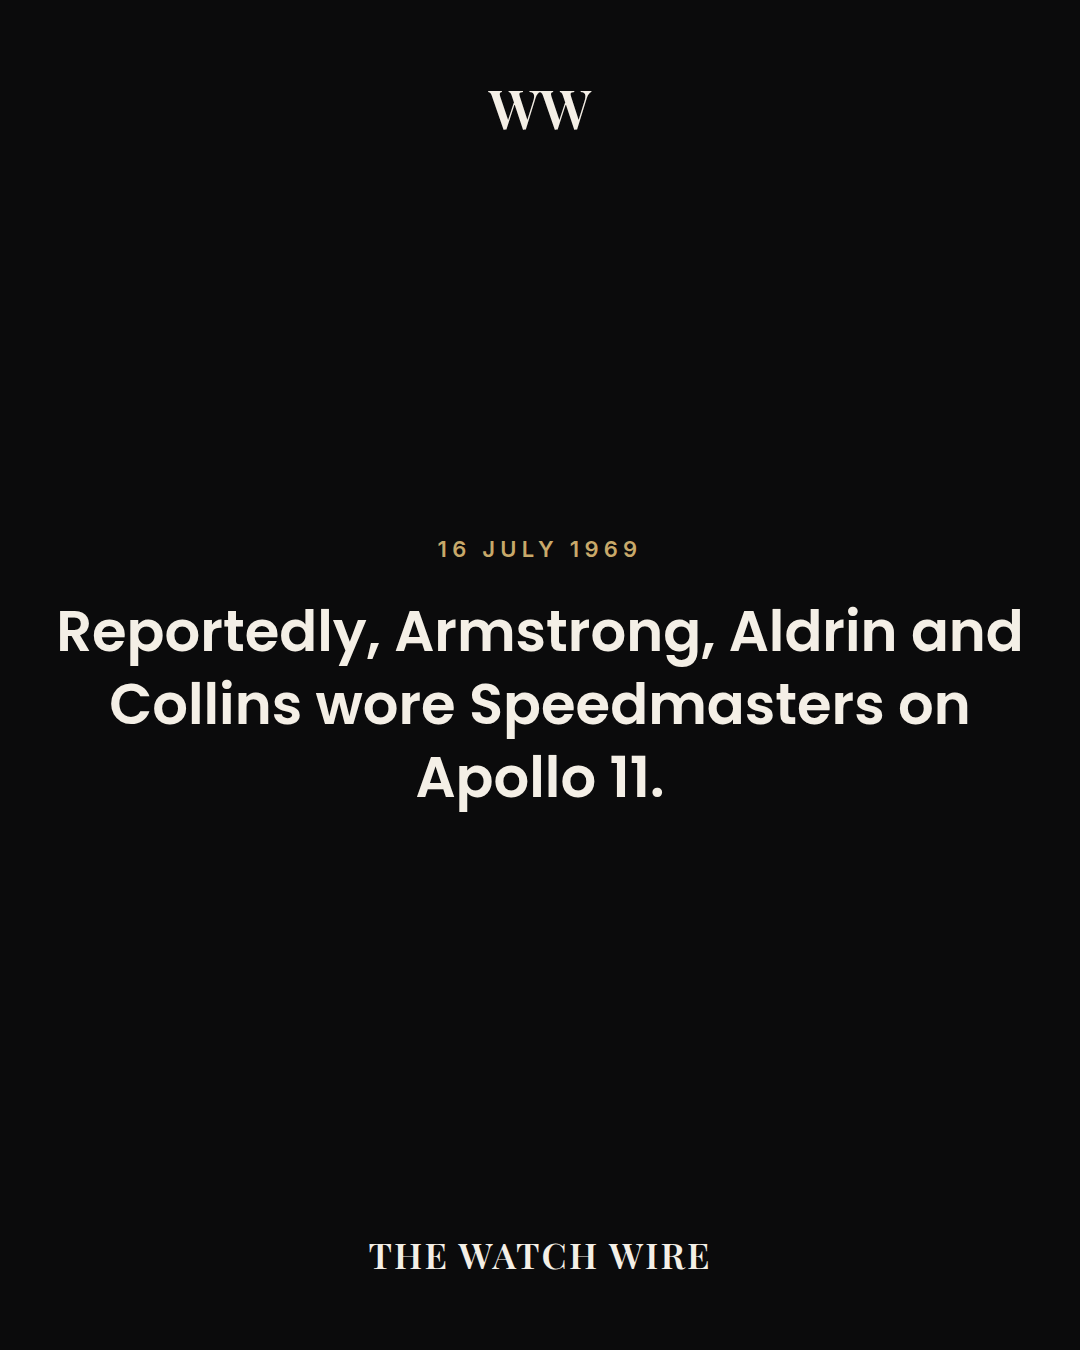 WW
16 JULY 1969
Reportedly, Armstrong, Aldrin and
Collins wore Speedmasters on
Apollo 11.
THE WATCH WIRE